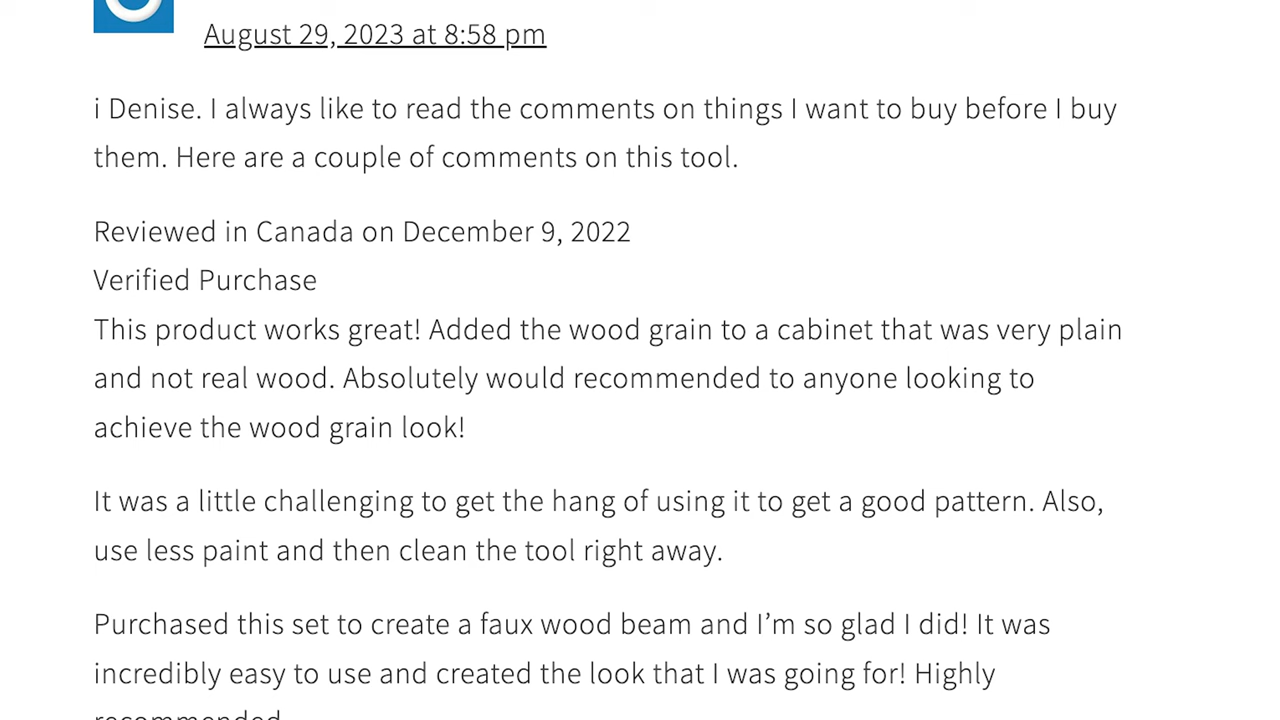 August 29, 2023 at 8:58 pm
i Denise. I always like to read the comments on things I want to buy before I buy
them. Here are a couple of comments on this tool.
Reviewed in Canada on December 9, 2022
Verified Purchase
This product works great! Added the wood grain to a cabinet that was very plain
and not real wood. Absolutely would recommended to anyone looking to
achieve the wood grain look!
It was a little challenging to get the hang of using it to get a good pattern. Also,
use less paint and then clean the tool right away.
Purchased this set to create a faux wood beam and I’m so glad I did! It was
incredibly easy to use and created the look that I was going for! Highly
recommended